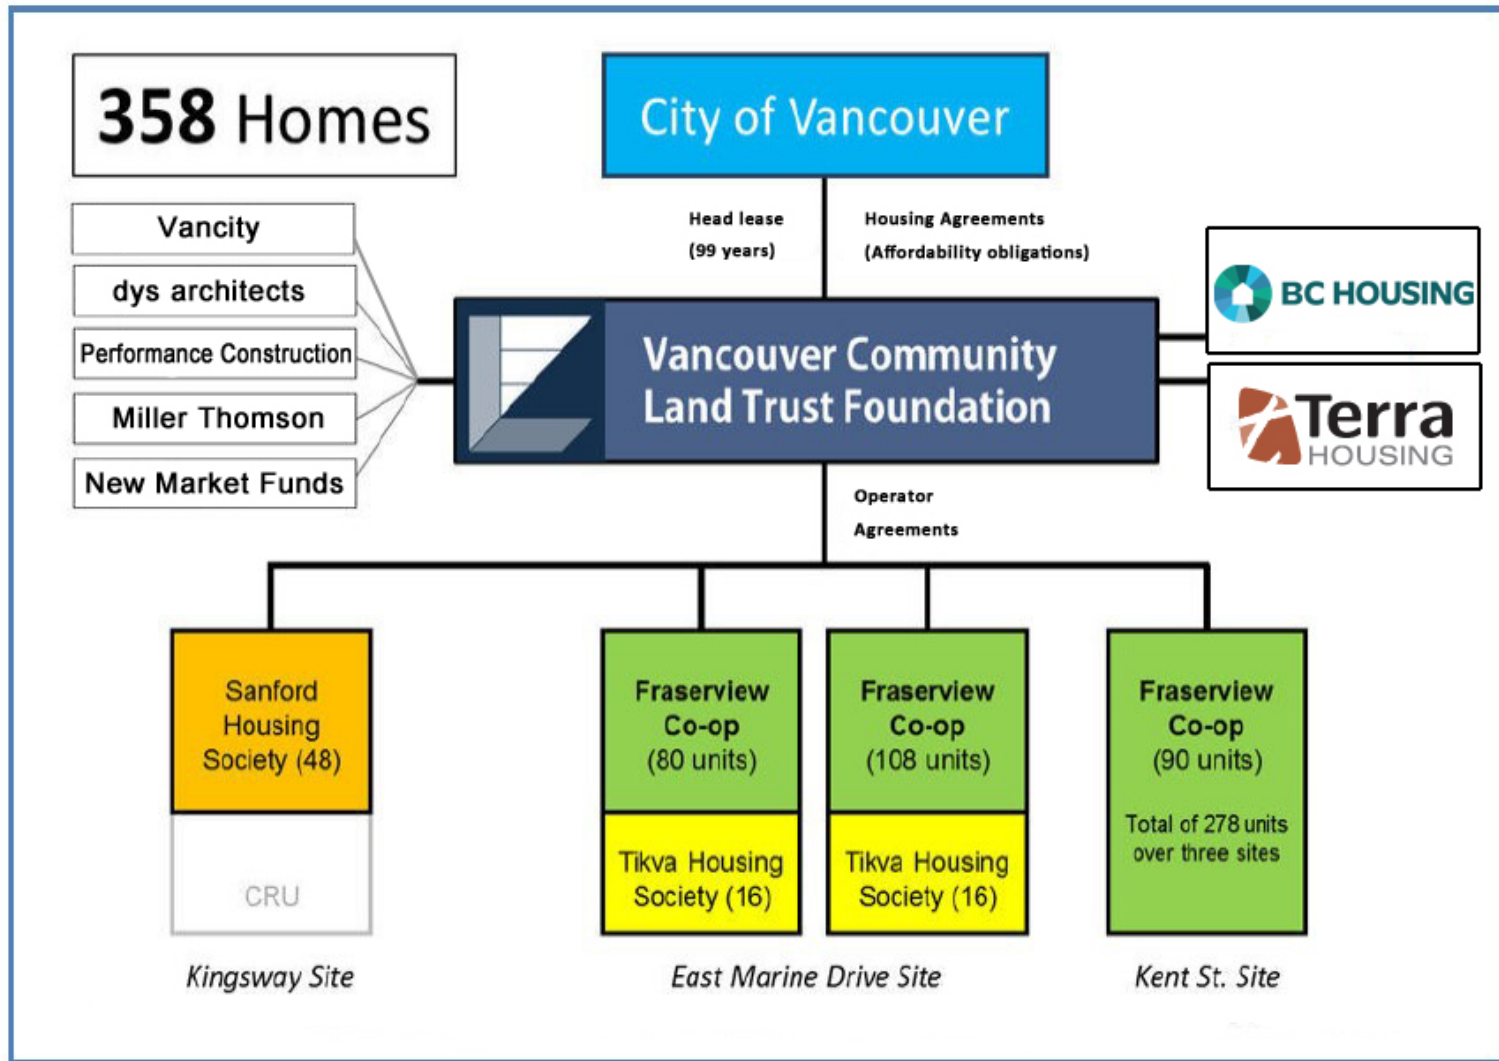 358 Homes
City of Vancouver
Vancity
dys architects
Performance Construction
Miller Thomson
New Market Funds
Head lease
(99 years)
Housing Agreements
(Affordability obligations)
Vancouver Community
Land Trust Foundation
BC HOUSING
Terra
HOUSING
Operator
Agreements
Sanford
Housing
Society (48)
CRU
Kingsway Site
Fraserview
Co-op
(80 units)
Tikva Housing
Society (16)
Fraserview
Co-op
(108 units)
Tikva Housing
Society (16)
East Marine Drive Site
Fraserview
Co-op
(90 units)
Total of 278 units
over three sites
Kent St. Site